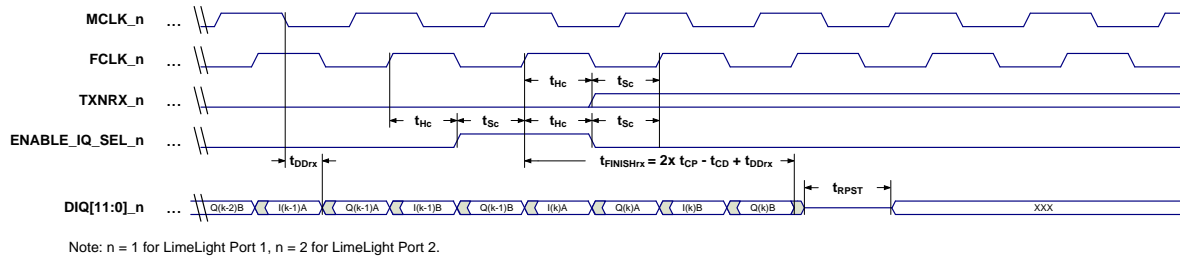 MCLK_n ...
FCLK_n ...
tHc tSc
TXNRX_n ...
tHc tSc tHc tSc
ENABLE_IQ_SEL_n ...
tDDrx tFINISHrx = 2x tCP - tCD + tDDrx
tRPST
DIQ[11:0]_n ... Q(k-2)B I(k-1)A Q(k-1)A I(k-1)B Q(k-1)B I(k)A Q(k)A I(k)B Q(k)B XXX
Note: n = 1 for LimeLight Port 1, n = 2 for LimeLight Port 2.